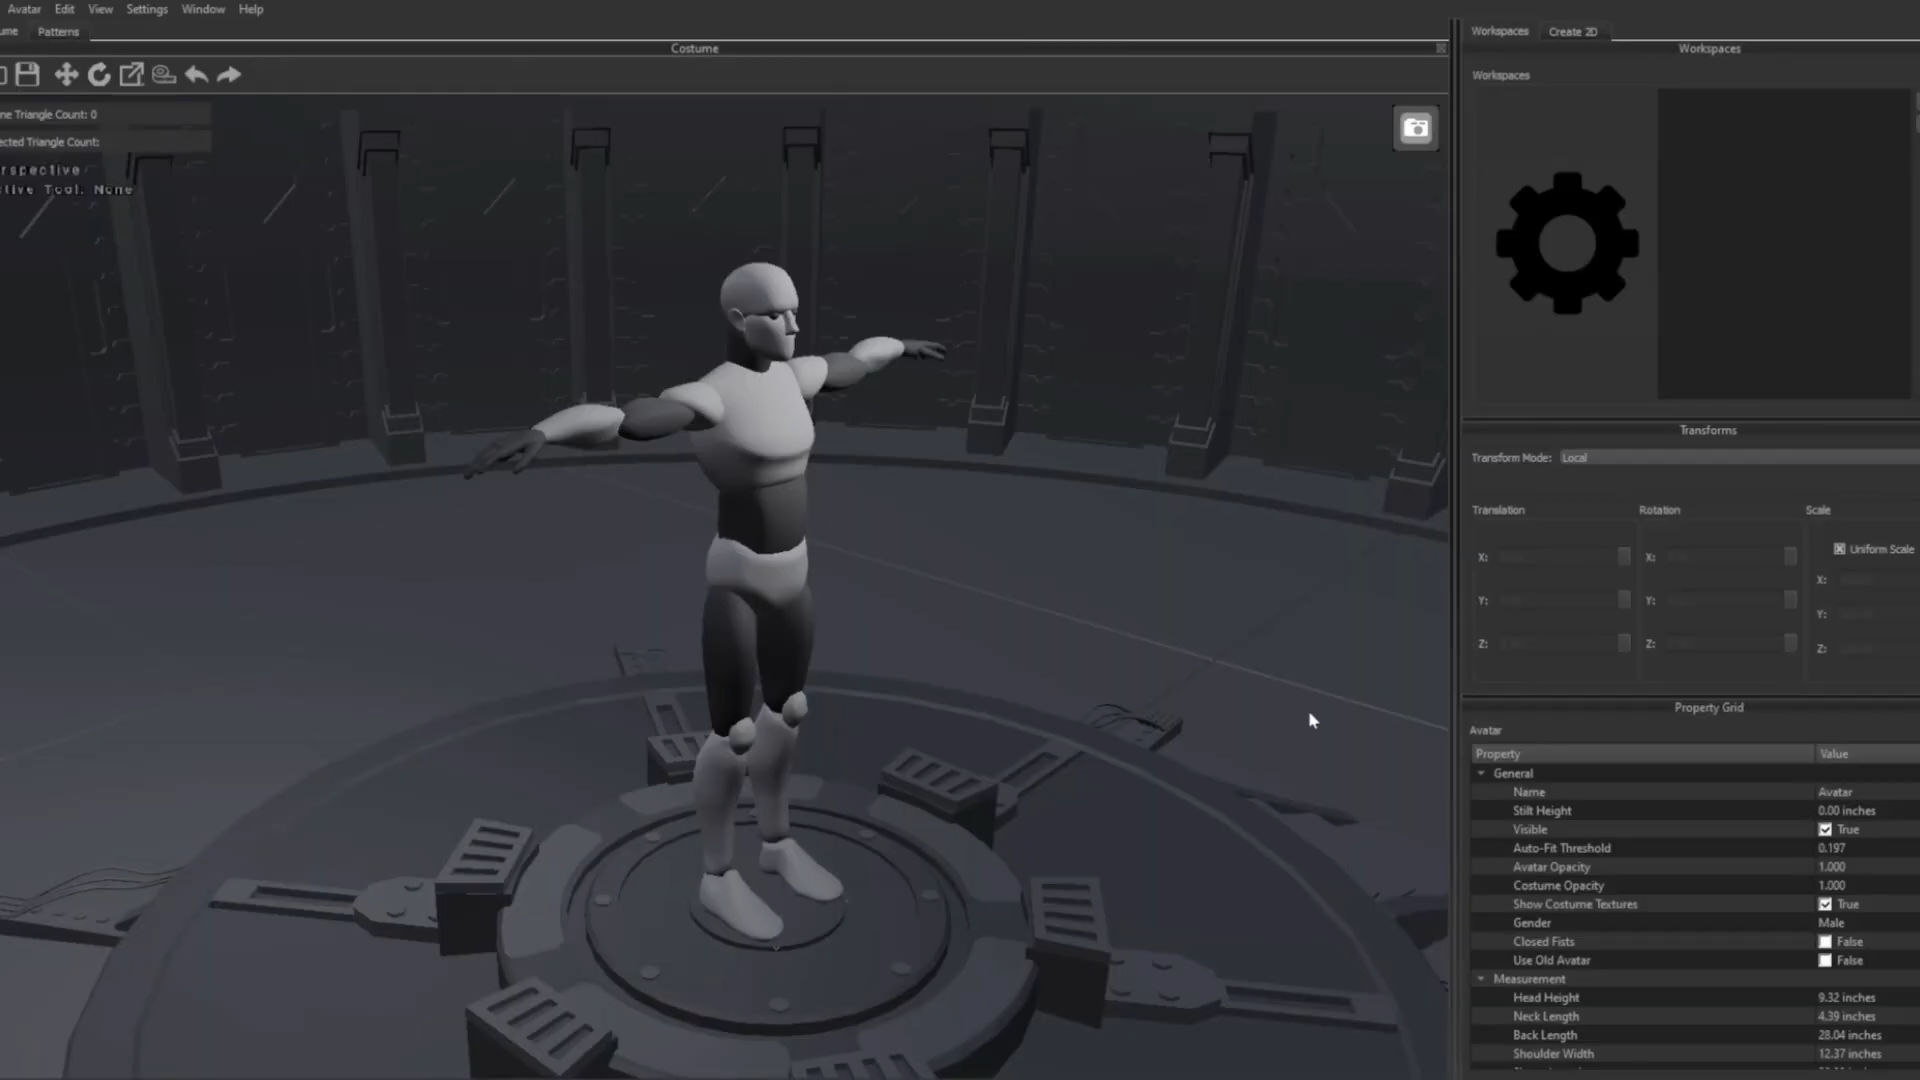 Avatar Edit View Settings Window Help
ume Patterns
Costume
ne Triangle Count: 0
ected Triangle Count:
rspective
tive Tool: None
Workspaces Create 2D
Workspaces
Workspaces
Transforms
Transform Mode: Local
Translation Rotation Scale
Uniform Scale
X: X: X:
Y: Y: Y:
Z: Z: Z:
Property Grid
Avatar
Property Value
General
Name Avatar
Stilt Height 0.00 inches
Visible True
Auto-Fit Threshold 0.197
Avatar Opacity 1.000
Costume Opacity 1.000
Show Costume Textures True
Gender Male
Closed Fists False
Use Old Avatar False
Measurement
Head Height 9.32 inches
Neck Length 4.39 inches
Back Length 28.04 inches
Shoulder Width 12.37 inches